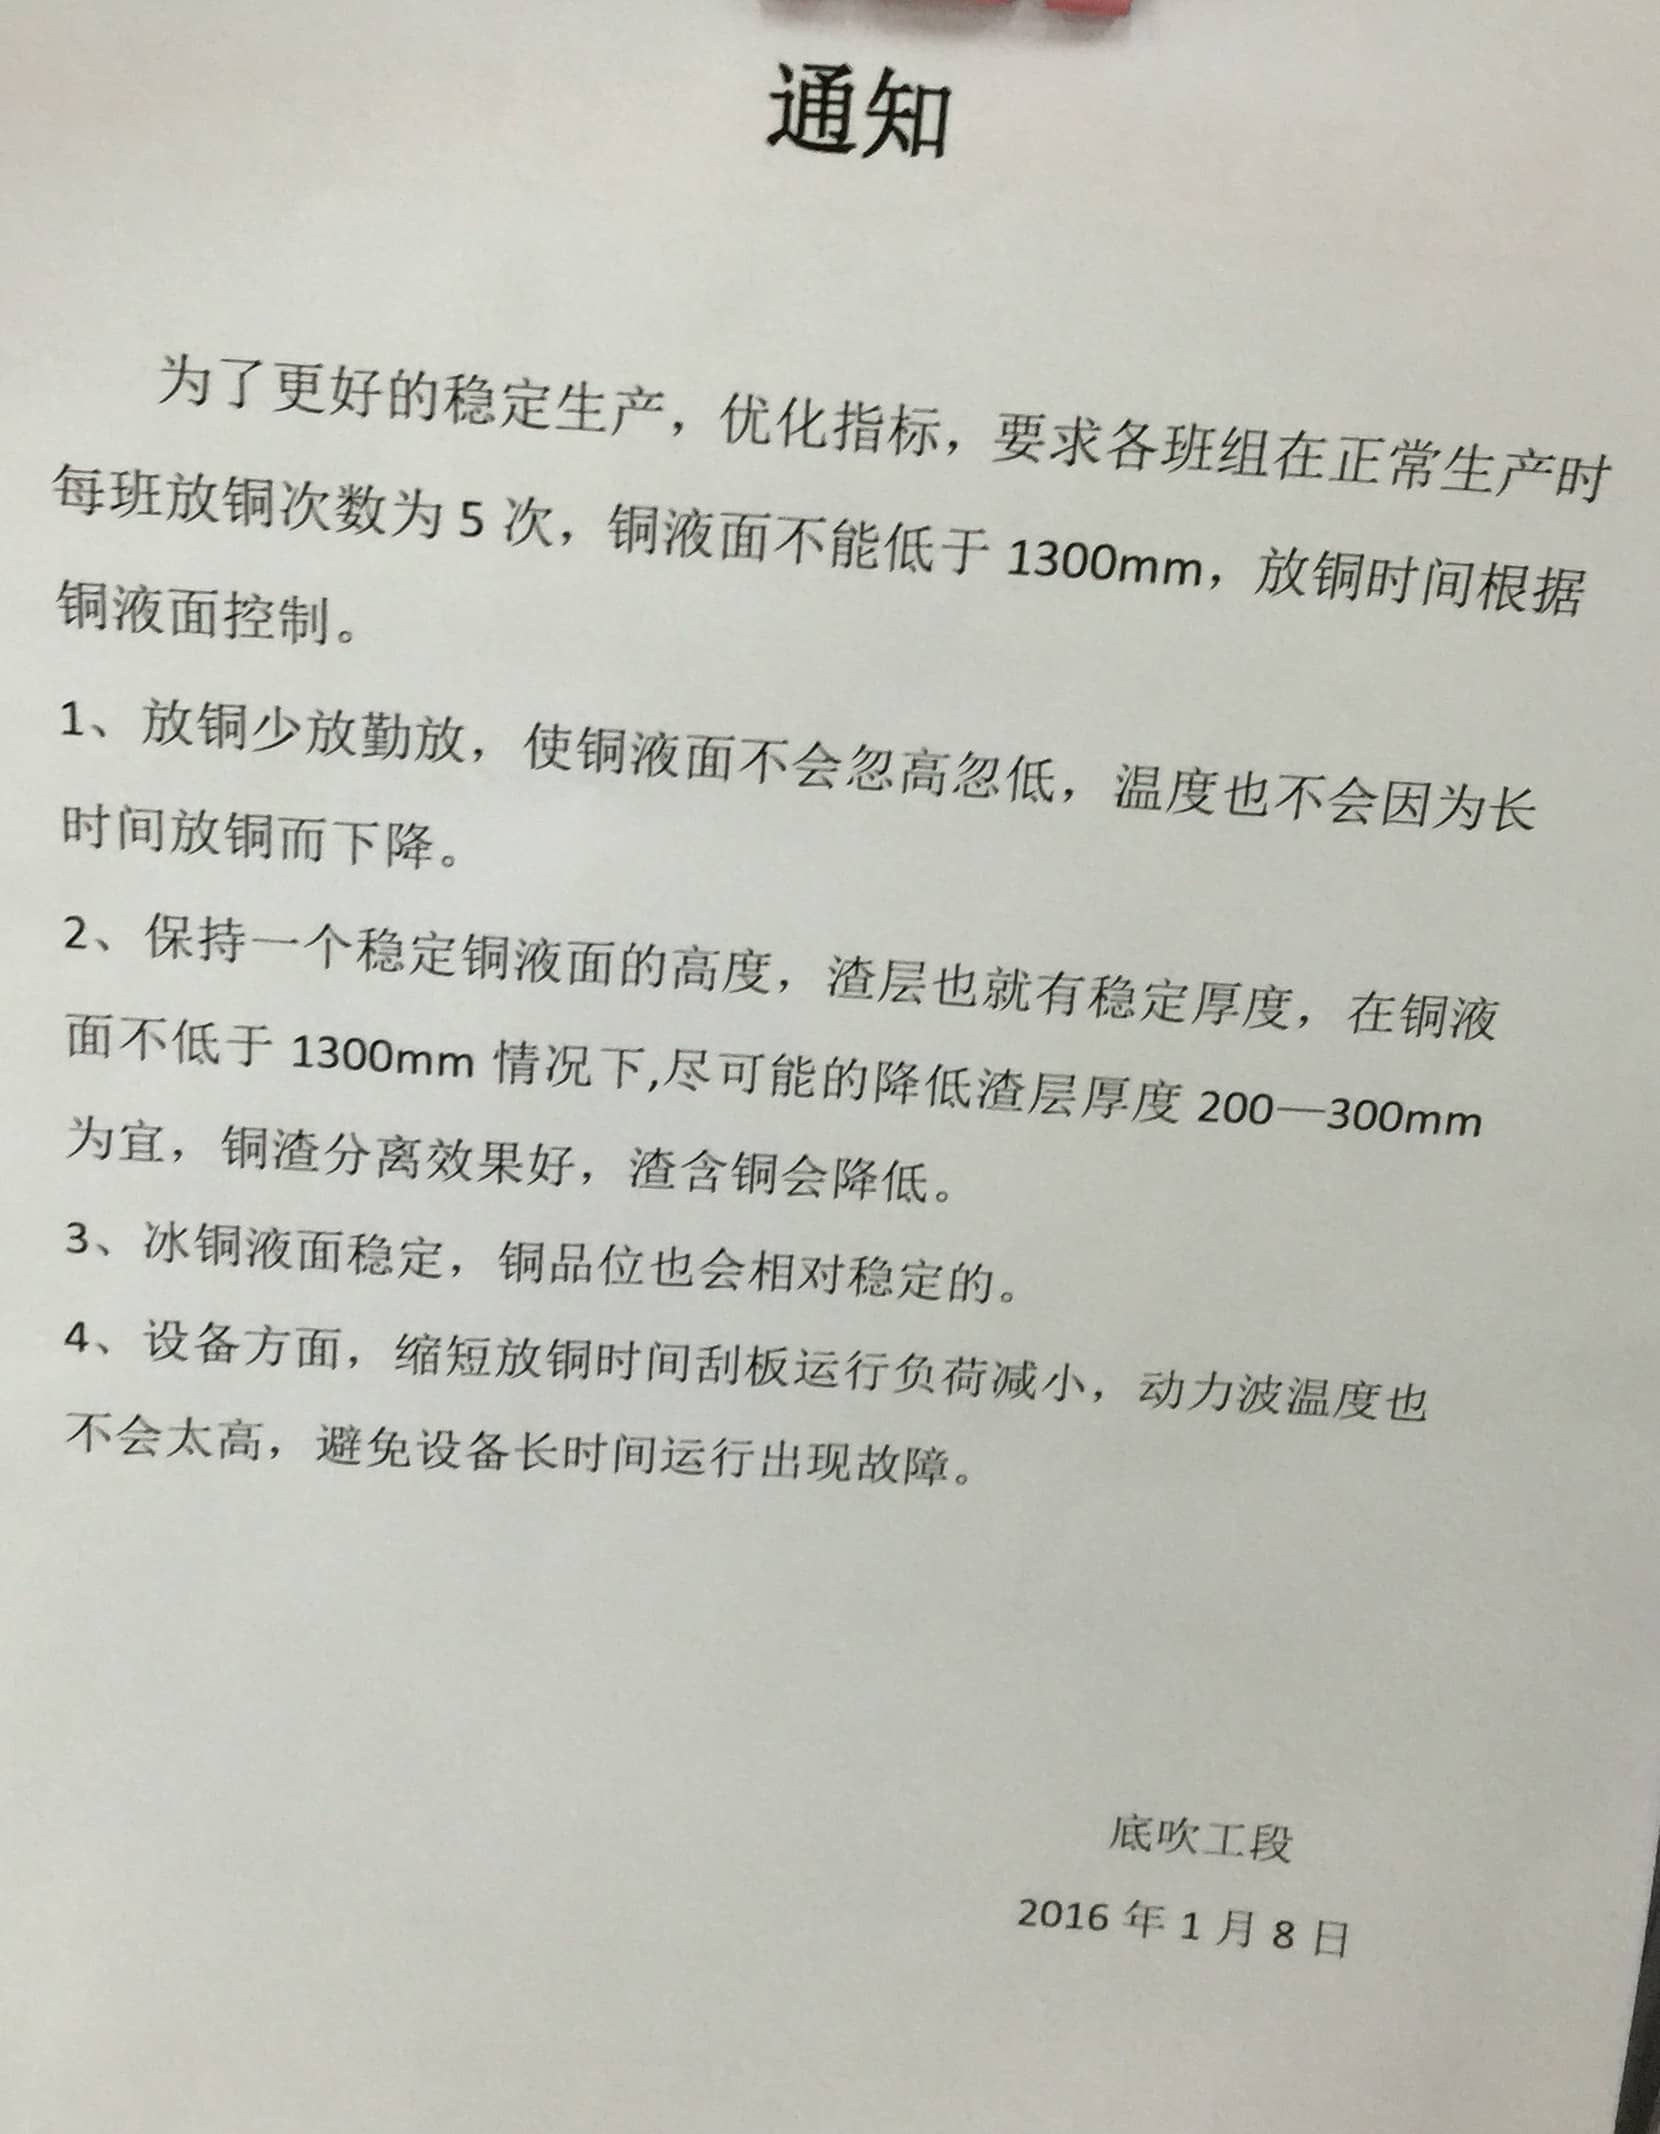 通知
为了更好的稳定生产，优化指标，要求各班组在正常生产时
每班放铜次数为 5 次，铜液面不能低于 1300mm，放铜时间根据
铜液面控制。
1、放铜少放勤放，使铜液面不会忽高忽低，温度也不会因为长
时间放铜而下降。
2、保持一个稳定铜液面的高度，渣层也就有稳定厚度，在铜液
面不低于 1300mm 情况下,尽可能的降低渣层厚度 200—300mm
为宜，铜渣分离效果好，渣含铜会降低。
3、冰铜液面稳定，铜品位也会相对稳定的。
4、设备方面，缩短放铜时间刮板运行负荷减小，动力波温度也
不会太高，避免设备长时间运行出现故障。
底吹工段
2016 年 1 月 8 日